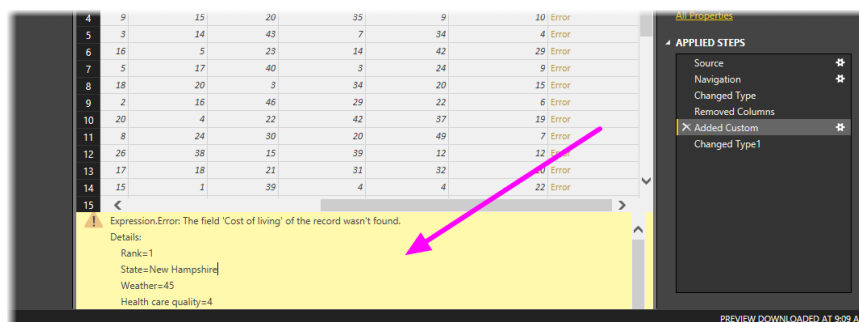 4 9 15 20 35 9 10 Error
5 3 14 43 7 34 4 Error
6 16 5 23 14 42 29 Error
7 5 17 40 3 24 9 Error
8 18 20 3 34 20 15 Error
9 2 16 46 29 22 6 Error
10 20 4 22 42 37 19 Error
11 8 24 30 20 49 7 Error
12 26 38 15 39 12 12 Error
13 17 18 21 31 32 Error
14 15 1 39 4 4 22 Error
15
Expression.Error: The field 'Cost of living' of the record wasn't found.
Details:
Rank=1
State=New Hampshire
Weather=45
Health care quality=4
All Properties
APPLIED STEPS
Source
Navigation
Changed Type
Removed Columns
Added Custom
Changed Type1
PREVIEW DOWNLOADED AT 9:09 A